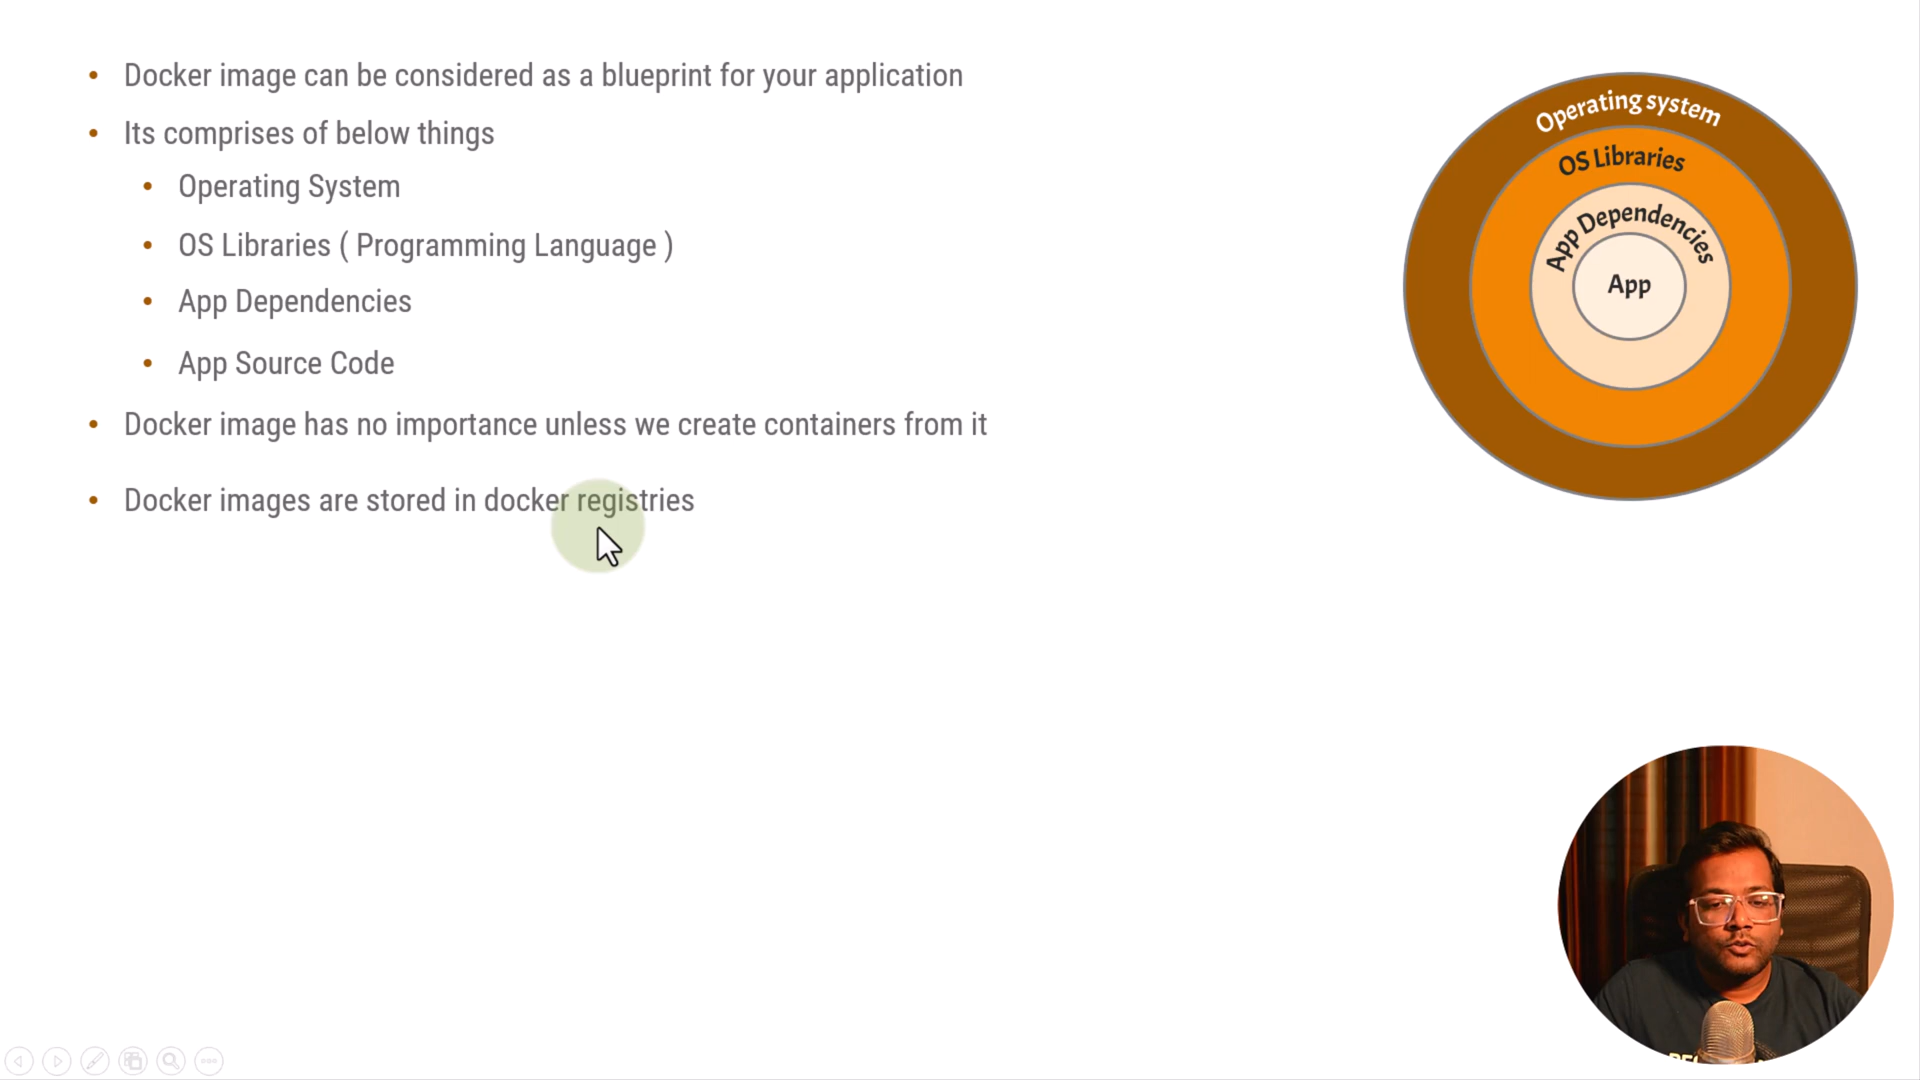 Docker image can be considered as a blueprint for your application
Its comprises of below things
Operating System
OS Libraries ( Programming Language )
App Dependencies
App Source Code
Docker image has no importance unless we create containers from it
Docker images are stored in docker registries
Operating system
OS Libraries
App Dependencies
App